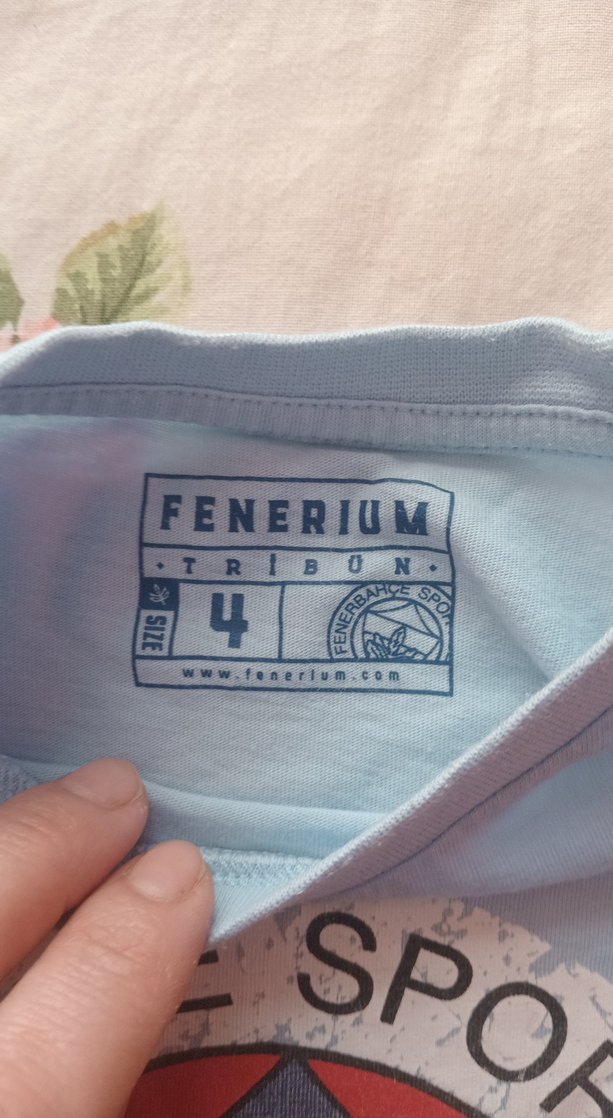 FENERIUM
• TRİBÜN •
SIZE
4
FENERBAHÇE SPOR
www.fenerium.com
E SPOR